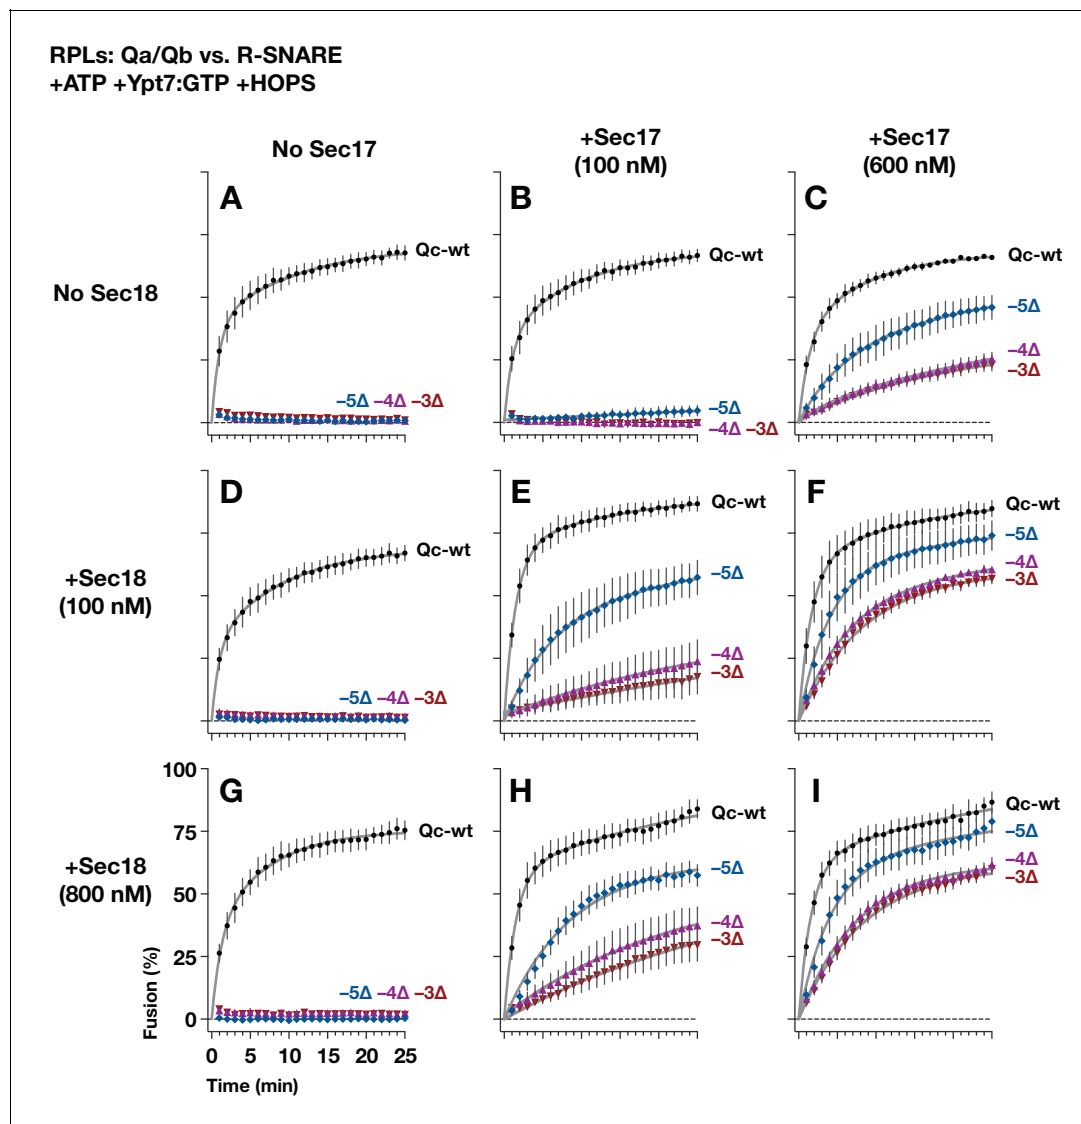 RPLs: Qa/Qb vs. R-SNARE
+ATP +Ypt7:GTP +HOPS
No Sec17
+Sec17
(100 nM)
+Sec17
(600 nM)
No Sec18
A
Qc-wt
−5Δ −4Δ −3Δ
B
Qc-wt
−5Δ
−4Δ −3Δ
C
Qc-wt
−5Δ
−4Δ
−3Δ
+Sec18
(100 nM)
D
Qc-wt
−5Δ −4Δ −3Δ
E
Qc-wt
−5Δ
−4Δ
−3Δ
F
Qc-wt
−5Δ
−4Δ
−3Δ
+Sec18
(800 nM)
G
Qc-wt
−5Δ −4Δ −3Δ
100
75
50
25
0
Fusion (%)
0 5 10 15 20 25
Time (min)
H
Qc-wt
−5Δ
−4Δ
−3Δ
I
Qc-wt
−5Δ
−4Δ
−3Δ